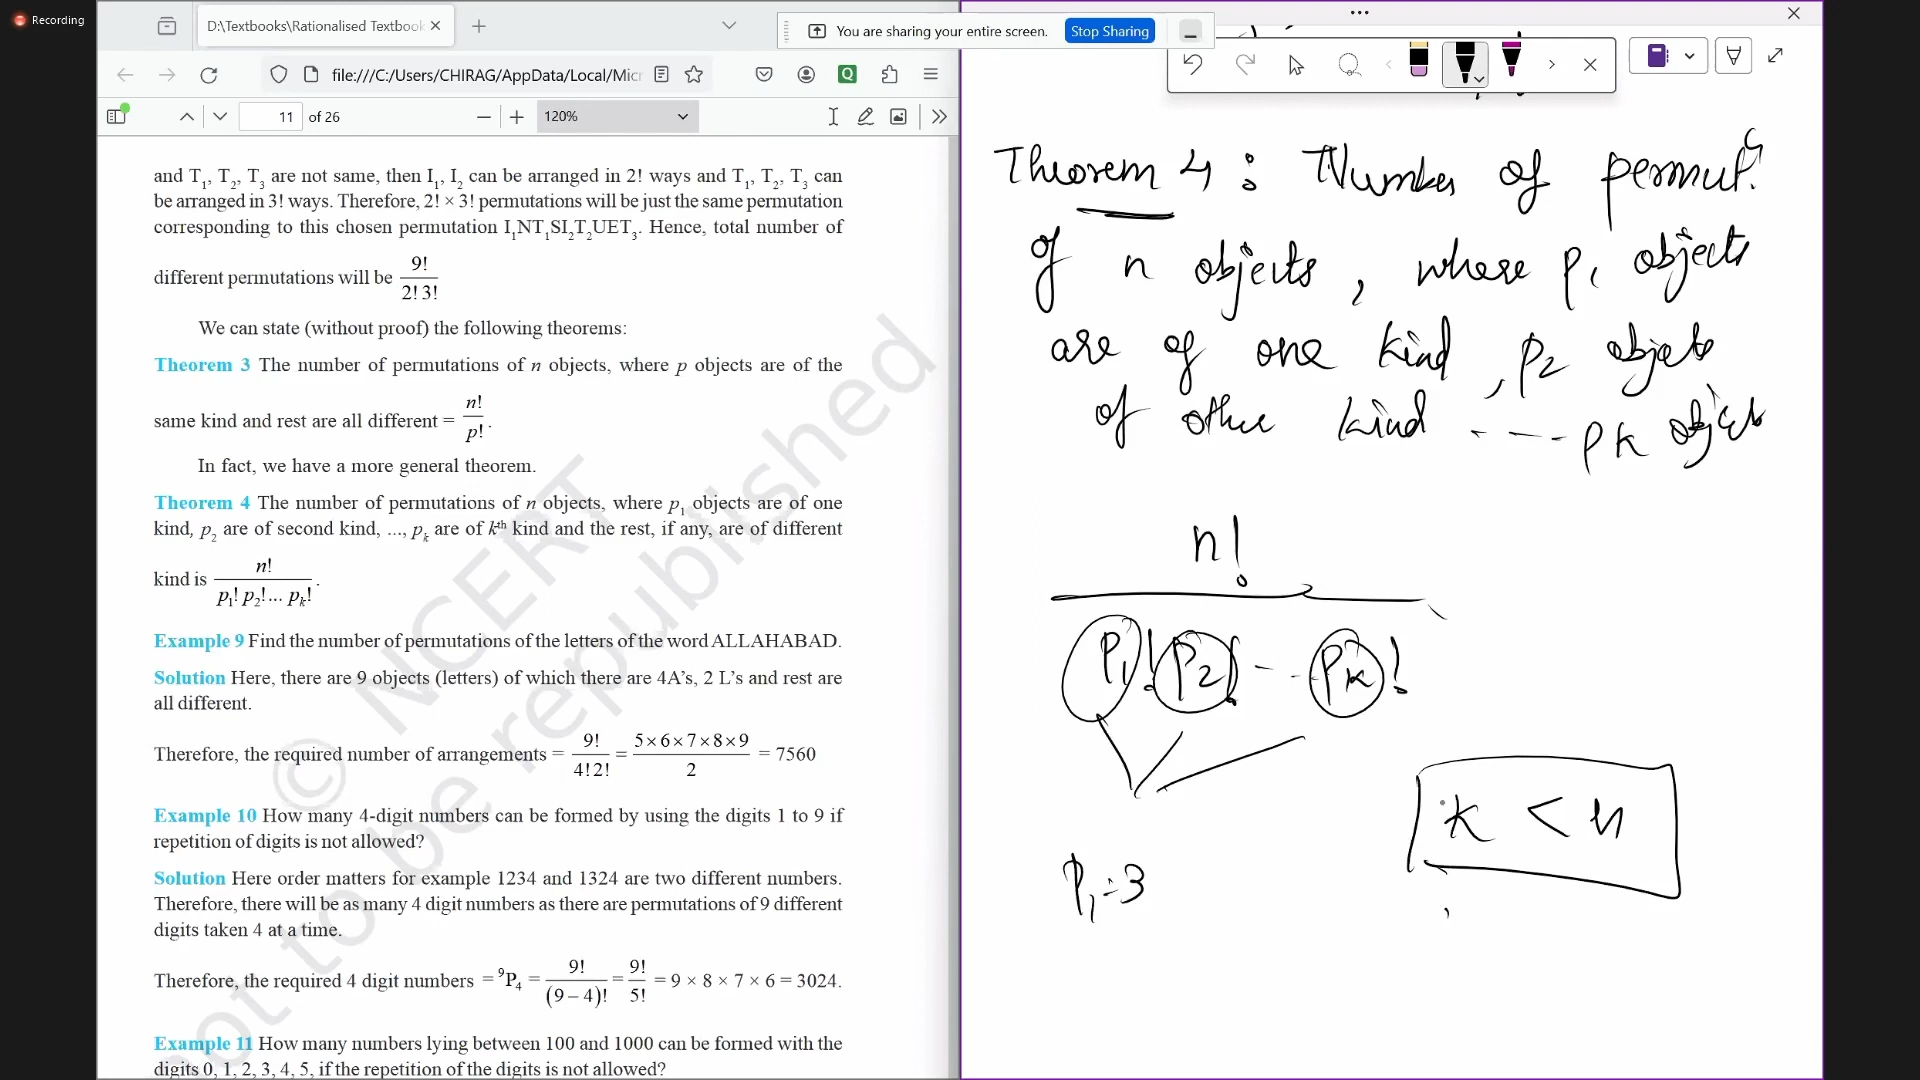 Recording
D:\Textbooks\Rationalised Textbook
You are sharying your entire screen. Stop Sharing
file:///C:/Users/CHIRAG/AppData/Local/Micr
11 of 26
120%
and T1, T2, T3 are not same, then I1, I2 can be arranged in 2! ways and T1, T2, T3 can
be arranged in 3! ways. Therefore, 2! × 3! permutations will be just the same permutation
corresponding to this chosen permutation I1NT1SI2T2UET3. Hence, total number of
different permutations will be 9! / 2! 3!
We can state (without proof) the following theorems:
Theorem 3 The number of permutations of n objects, where p objects are of the
same kind and rest are all different = n! / p! .
In fact, we have a more general theorem.
Theorem 4 The number of permutations of n objects, where p1 objects are of one
kind, p2 are of second kind, ..., pk are of kth kind and the rest, if any, are of different
kind is n! / p1! p2!... pk! .
Example 9 Find the number of permutations of the letters of the word ALLAHABAD.
Solution Here, there are 9 objects (letters) of which there are 4A's, 2 L's and rest are
all different.
Therefore, the required number of arrangements = 9! / 4! 2! = 5×6×7×8×9 / 2 = 7560
Example 10 How many 4-digit numbers can be formed by using the digits 1 to 9 if
repetition of digits is not allowed?
Solution Here order matters for example 1234 and 1324 are two different numbers.
Therefore, there will be as many 4 digit numbers as there are permutations of 9 different
digits taken 4 at a time.
Therefore, the required 4 digit numbers = 9P4 = 9! / (9 – 4)! = 9! / 5! = 9 × 8 × 7 × 6 = 3024.
Example 11 How many numbers lying between 100 and 1000 can be formed with the
digits 0, 1, 2, 3, 4, 5, if the repetition of the digits is not allowed?
© NCERT
not to be republished
Theorem 4 : Number of permutn.
of n objects, where p1 objects
are of one kind, p2 objects
of other kind ---- pk object
n!
p1! p2! -- pk!
k < n
p1 = 3